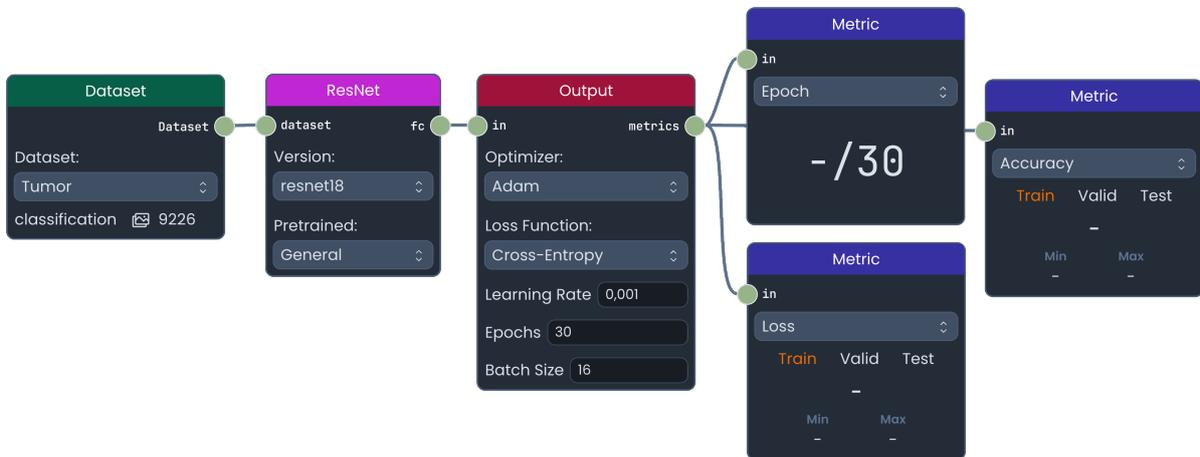 Dataset
Dataset
Dataset:
Tumor
classification 9226
ResNet
dataset fc
Version:
resnet18
Pretrained:
General
Output
in metrics
Optimizer:
Adam
Loss Function:
Cross-Entropy
Learning Rate 0,001
Epochs 30
Batch Size 16
Metric
in
Epoch
-/30
Metric
in
Loss
Train Valid Test
-
Min Max
- -
Metric
in
Accuracy
Train Valid Test
-
Min Max
- -